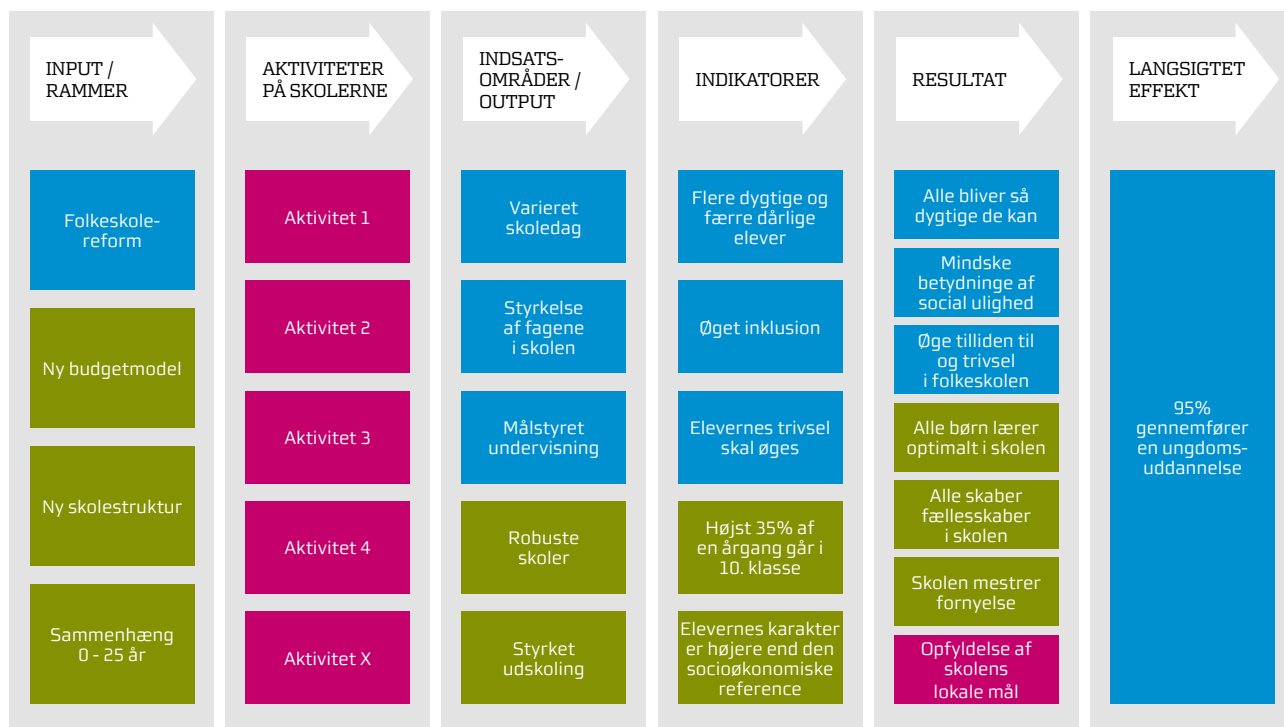 INPUT /
RAMMER
Folkeskole-
reform
Ny budgetmodel
Ny skolestruktur
Sammenhæng
0 - 25 år
AKTIVITETER
PÅ SKOLERNE
Aktivitet 1
Aktivitet 2
Aktivitet 3
Aktivitet 4
Aktivitet X
INDSATS-
OMRÅDER /
OUTPUT
Varieret
skoledag
Styrkelse
af fagene
i skolen
Målstyret
undervisning
Robuste
skoler
Styrket
udskoling
INDIKATORER
Flere dygtige og
færre dårlige
elever
Øget inklusion
Elevernes trivsel
skal øges
Højst 35% af
en årgang går i
10. klasse
Elevernes karakter
er højere end den
socioøkonomiske
reference
RESULTAT
Alle bliver så
dygtige de kan
Mindske
betydninge af
social ulighed
Øge tilliden til
og trivsel
i folkeskolen
Alle børn lærer
optimalt i skolen
Alle skaber
fællesskaber
i skolen
Skolen mestrer
fornyelse
Opfyldelse af
skolens
lokale mål
LANGSIGTET
EFFEKT
95%
gennemfører
en ungdoms-
uddannelse